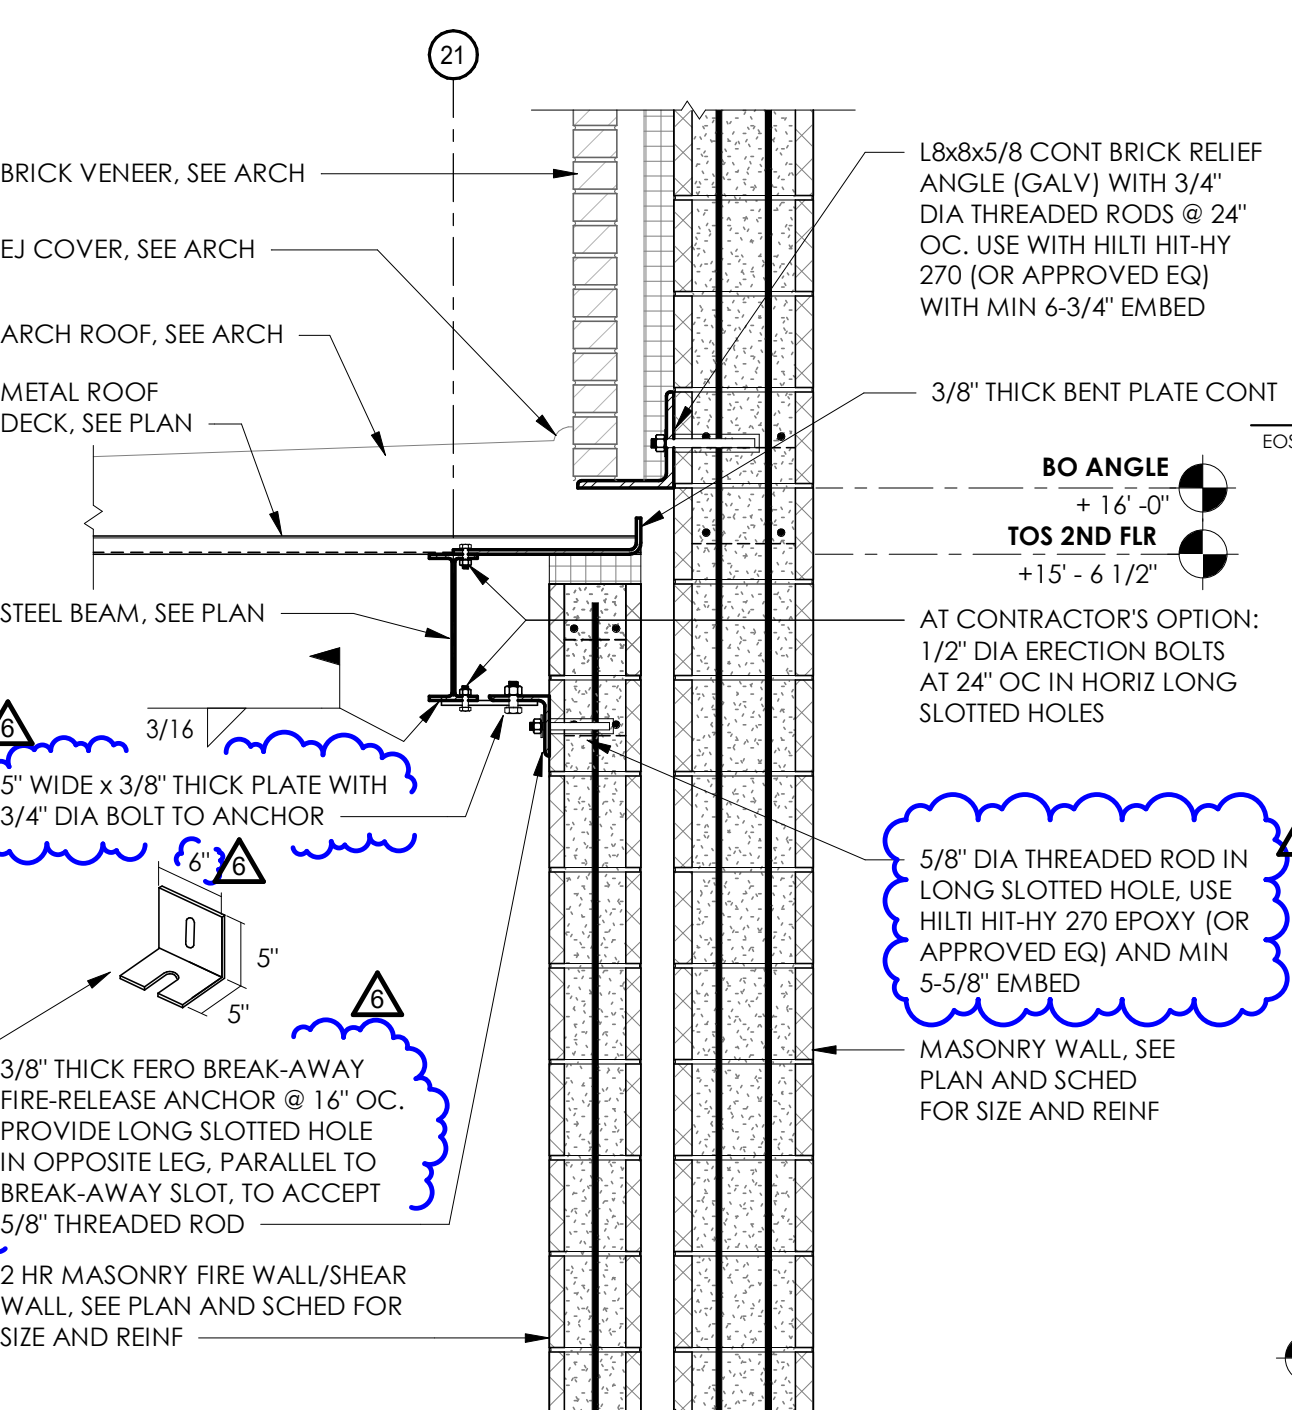 21
BRICK VENEER, SEE ARCH
EJ COVER, SEE ARCH
ARCH ROOF, SEE ARCH
METAL ROOF
DECK, SEE PLAN
STEEL BEAM, SEE PLAN
3/16
6
5" WIDE x 3/8" THICK PLATE WITH
3/4" DIA BOLT TO ANCHOR
6"
6
5"
5"
6
3/8" THICK FERO BREAK-AWAY
FIRE-RELEASE ANCHOR @ 16" OC.
PROVIDE LONG SLOTTED HOLE
IN OPPOSITE LEG, PARALLEL TO
BREAK-AWAY SLOT, TO ACCEPT
5/8" THREADED ROD
2 HR MASONRY FIRE WALL/SHEAR
WALL, SEE PLAN AND SCHED FOR
SIZE AND REINF
L8x8x5/8 CONT BRICK RELIEF
ANGLE (GALV) WITH 3/4"
DIA THREADED RODS @ 24"
OC. USE WITH HILTI HIT-HY
270 (OR APPROVED EQ)
WITH MIN 6-3/4" EMBED
3/8" THICK BENT PLATE CONT
EOS
BO ANGLE
+ 16' -0"
TOS 2ND FLR
+15' - 6 1/2"
AT CONTRACTOR'S OPTION:
1/2" DIA ERECTION BOLTS
AT 24" OC IN HORIZ LONG
SLOTTED HOLES
5/8" DIA THREADED ROD IN
LONG SLOTTED HOLE, USE
HILTI HIT-HY 270 EPOXY (OR
APPROVED EQ) AND MIN
5-5/8" EMBED
MASONRY WALL, SEE
PLAN AND SCHED
FOR SIZE AND REINF